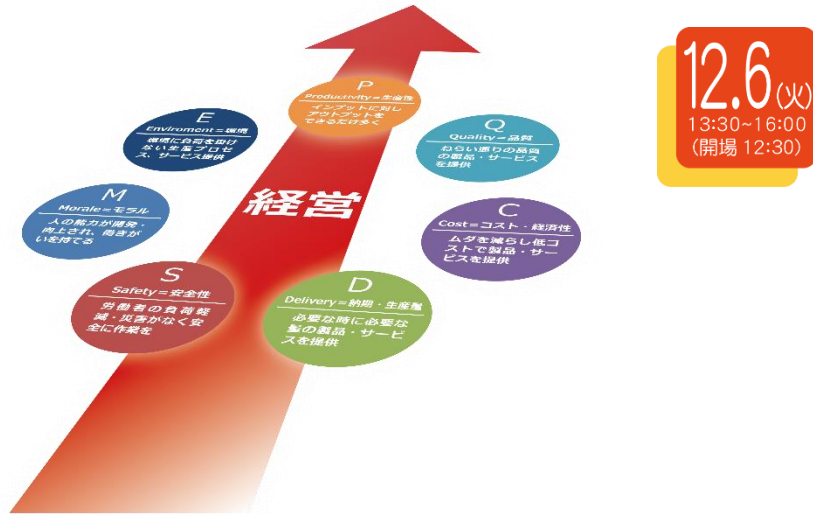 P
Productivity=生産性
インプットに対し
アウトプットを
できるだけ多く
E
Enviroment=環境
環境に負荷を掛け
ない生産プロセ
ス、サービス提供
Q
Quality=品質
ねらい通りの品質
の製品・サービス
を提供
M
Morale=モラル
人の能力が開発・
向上され、働きが
いを持てる
経営
C
Cost=コスト・経済性
ムダを減らし低コ
ストで製品・サー
ビスを提供
S
Safety=安全性
労働者の負荷軽
減・災害がなく安
全に作業を
D
Delivery=納期・生産量
必要な時に必要な
量の製品・サービ
スを提供
12.6(火)
13:30~16:00
(開場 12:30)